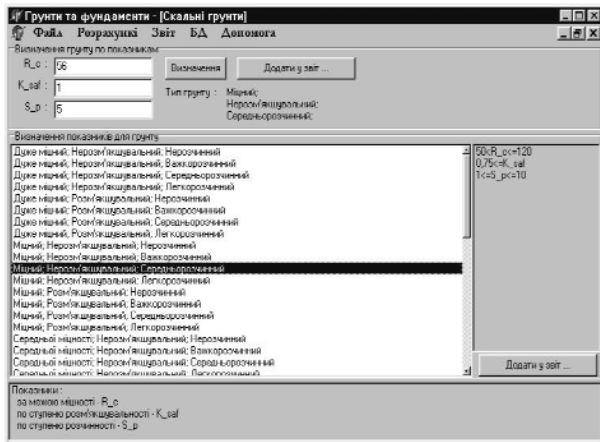 Грунти та фундаменти - [Скальні грунти]
Файл Розрахункі Звіт БД Допомога
Визначення грунту по показникам
R_c : 56
Визначення
Додати у звіт ...
K_saf : 1
Тип грунту : Міцний;
Нерозм'якшувальний;
Середньорозчинний;
S_p : 5
Визначення показників для грунту
Дуже міцний; Нерозм'якшувальний; Нерозчинний
Дуже міцний; Нерозм'якшувальний; Важкорозчинний
Дуже міцний; Нерозм'якшувальний; Середньорозчинний
Дуже міцний; Нерозм'якшувальний; Легкорозчинний
Дуже міцний; Розм'якшувальний; Нерозчинний
Дуже міцний; Розм'якшувальний; Важкорозчинний
Дуже міцний; Розм'якшувальний; Середньорозчинний
Дуже міцний; Розм'якшувальний; Легкорозчинний
Міцний; Нерозм'якшувальний; Нерозчинний
Міцний; Нерозм'якшувальний; Важкорозчинний
Міцний; Нерозм'якшувальний; Середньорозчинний
Міцний; Нерозм'якшувальний; Легкорозчинний
Міцний; Розм'якшувальний; Нерозчинний
Міцний; Розм'якшувальний; Важкорозчинний
Міцний; Розм'якшувальний; Середньорозчинний
Міцний; Розм'якшувальний; Легкорозчинний
Середньої міцності; Нерозм'якшувальний; Нерозчинний
Середньої міцності; Нерозм'якшувальний; Важкорозчинний
Середньої міцності; Нерозм'якшувальний; Середньорозчинний
Середньої міцності; Нерозм'якшувальний; Легкорозчинний
50<R_c<=120
0,75<=K_saf
1<=S_p<=10
Додати у звіт ...
Показники :
за межою міцності - R_c
по ступеню розм'якшувальності - K_saf
по ступеню розчинності - S_p